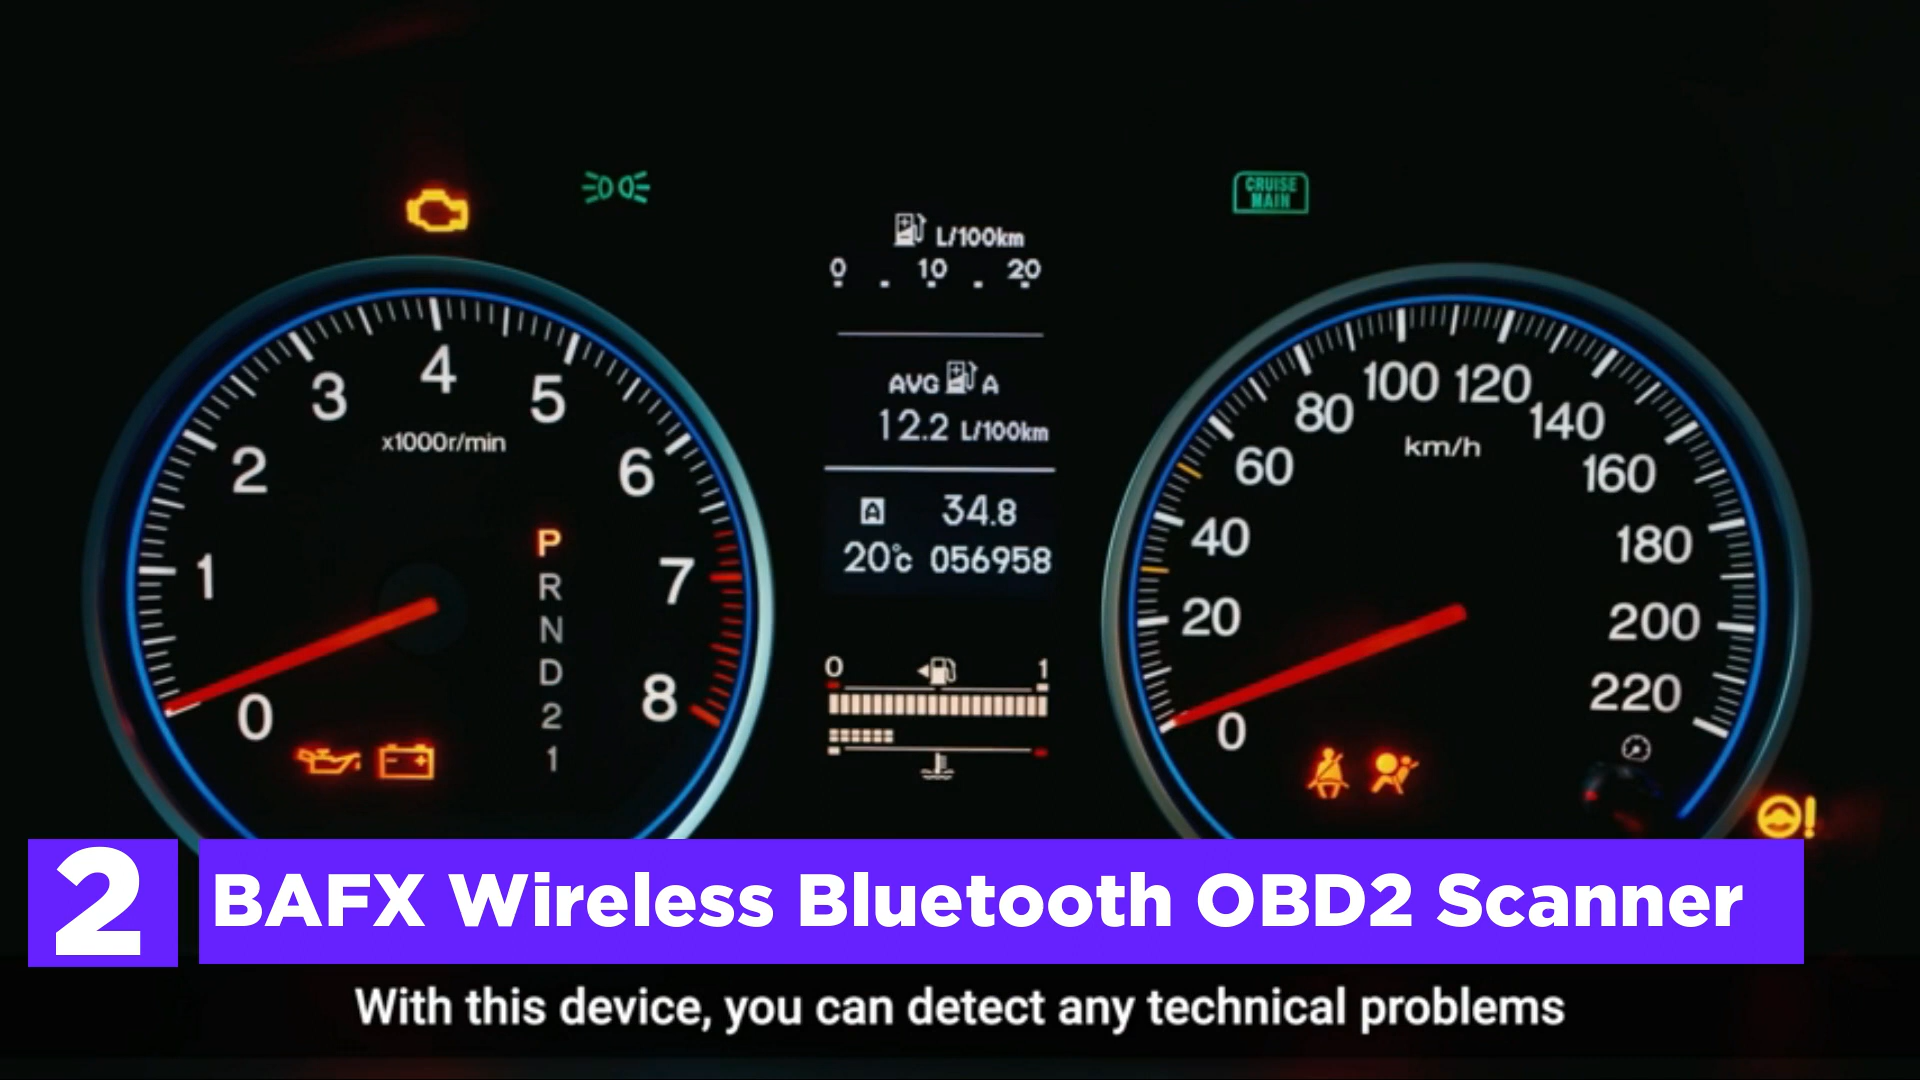 CRUISE
MAIN
L/100km
0 10 20
AVG A
12.2 L/100km
A 34.8
20°c 056958
0 1
0
1
2
3
4
5
6
7
8
x1000r/min
P
R
N
D
2
1
0
20
40
60
80
100
120
140
160
180
200
220
km/h
2
BAFX Wireless Bluetooth OBD2 Scanner
With this device, you can detect any technical problems